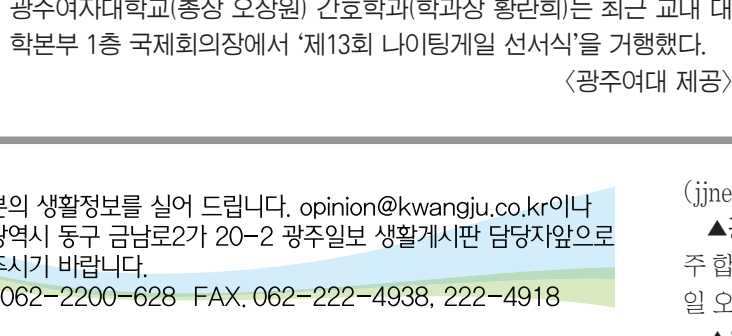 광주여자대학교(총장 오장원) 간호학과(학과장 황란희)는 최근 교내 대
학본부 1층 국제회의장에서 ‘제13회 나이팅게일 선서식’을 거행했다.
〈광주여대 제공〉
분의 생활정보를 실어 드립니다. opinion@kwangju.co.kr이나
광역시 동구 금남로2가 20-2 광주일보 생활게시판 담당자앞으로
주시기 바랍니다.
062-2200-628 FAX. 062-222-4938, 222-4918
(jjne
▲
주 합
일 오